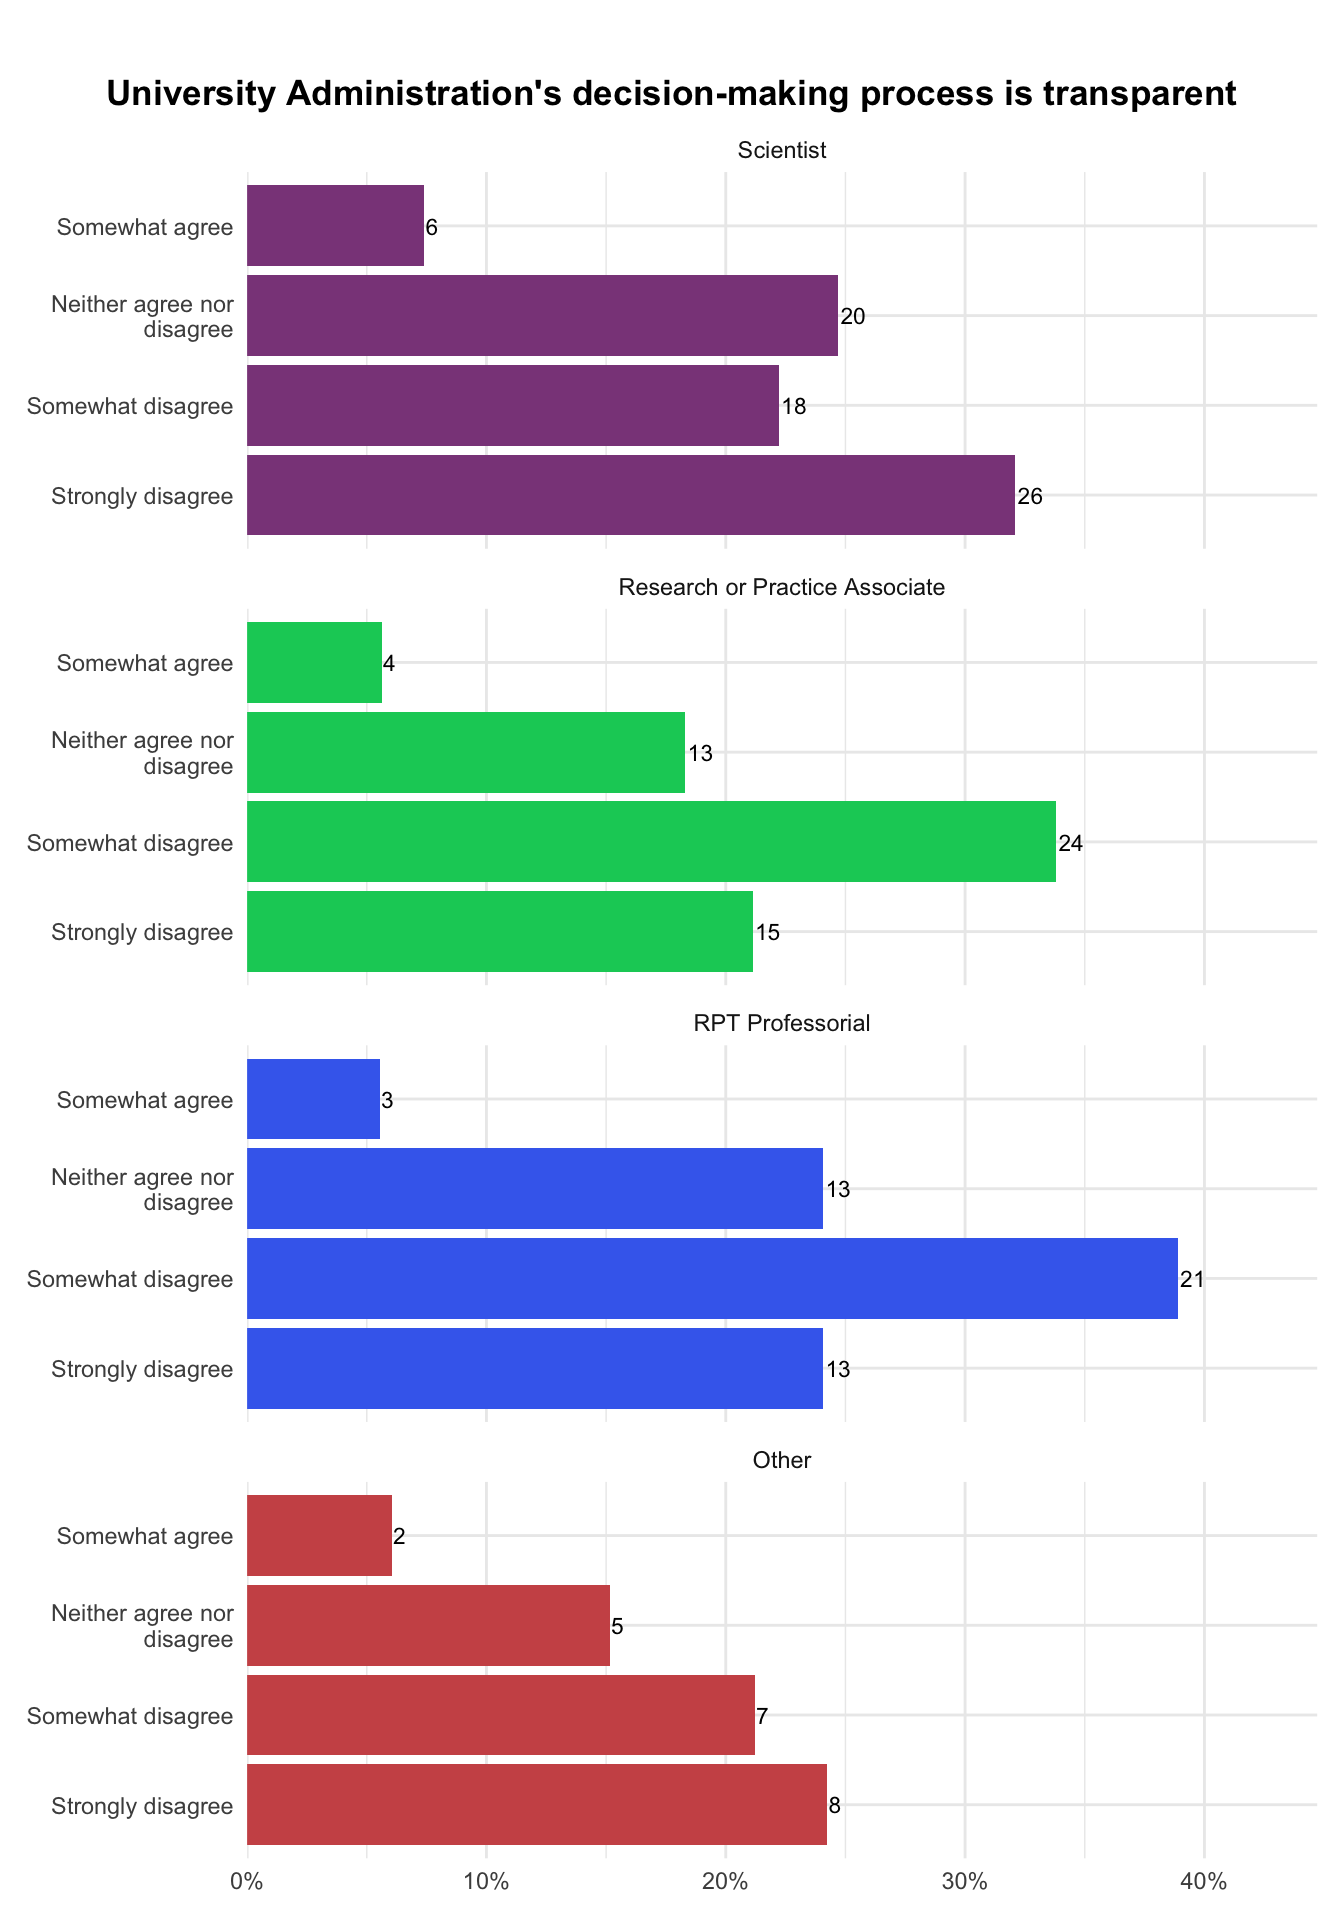 University Administration's decision-making process is transparent
Scientist
Somewhat agree
6
Neither agree nor
disagree
20
Somewhat disagree
18
Strongly disagree
26
Research or Practice Associate
Somewhat agree
4
Neither agree nor
disagree
13
Somewhat disagree
24
Strongly disagree
15
RPT Professorial
Somewhat agree
3
Neither agree nor
disagree
13
Somewhat disagree
21
Strongly disagree
13
Other
Somewhat agree
2
Neither agree nor
disagree
5
Somewhat disagree
7
Strongly disagree
8
0% 10% 20% 30% 40%